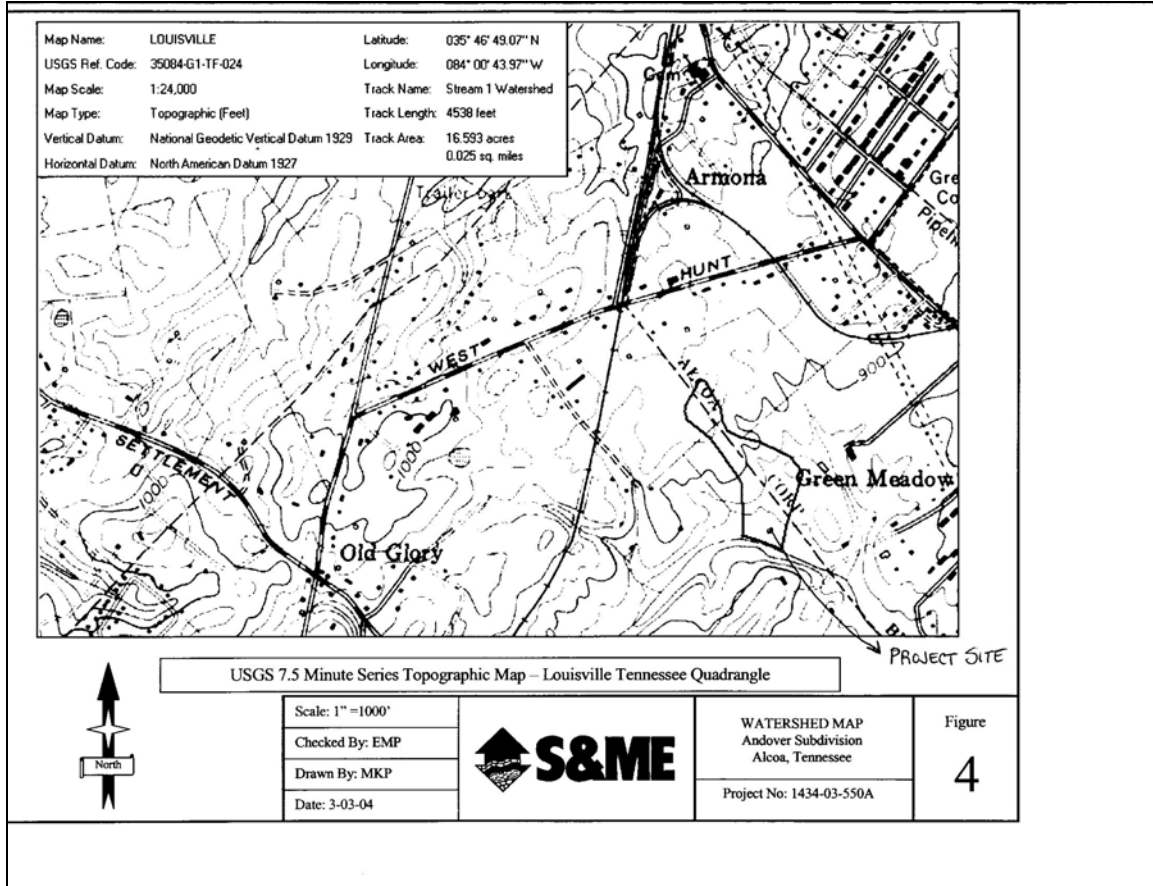 Map Name: LOUISVILLE
USGS Ref. Code: 35084-G1-TF-024
Map Scale: 1:24,000
Map Type: Topographic (Feet)
Vertical Datum: National Geodetic Vertical Datum 1929
Horizontal Datum: North American Datum 1927
Latitude: 035° 46' 49.07" N
Longitude: 084° 00' 43.97" W
Track Name: Stream 1 Watershed
Track Length: 4538 feet
Track Area: 16.593 acres
0.025 sq. miles
Cem
Trailer Park
Armona
Gre
Co
HUNT
WEST
900
SETTLEMENT
1000
1000
Green Meadow
Old Glory
PROJECT SITE
USGS 7.5 Minute Series Topographic Map – Louisville Tennessee Quadrangle
North
Scale: 1" =1000'
Checked By: EMP
Drawn By: MKP
Date: 3-03-04
S&ME
WATERSHED MAP
Andover Subdivision
Alcoa, Tennessee
Project No: 1434-03-550A
Figure
4